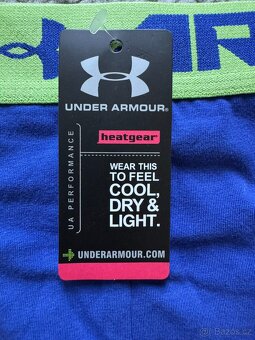 UNDER ARMOUR®
heatgear®
WEAR THIS
TO FEEL
COOL,
DRY &
LIGHT.
UA PERFORMANCE
UNDERARMOUR.COM